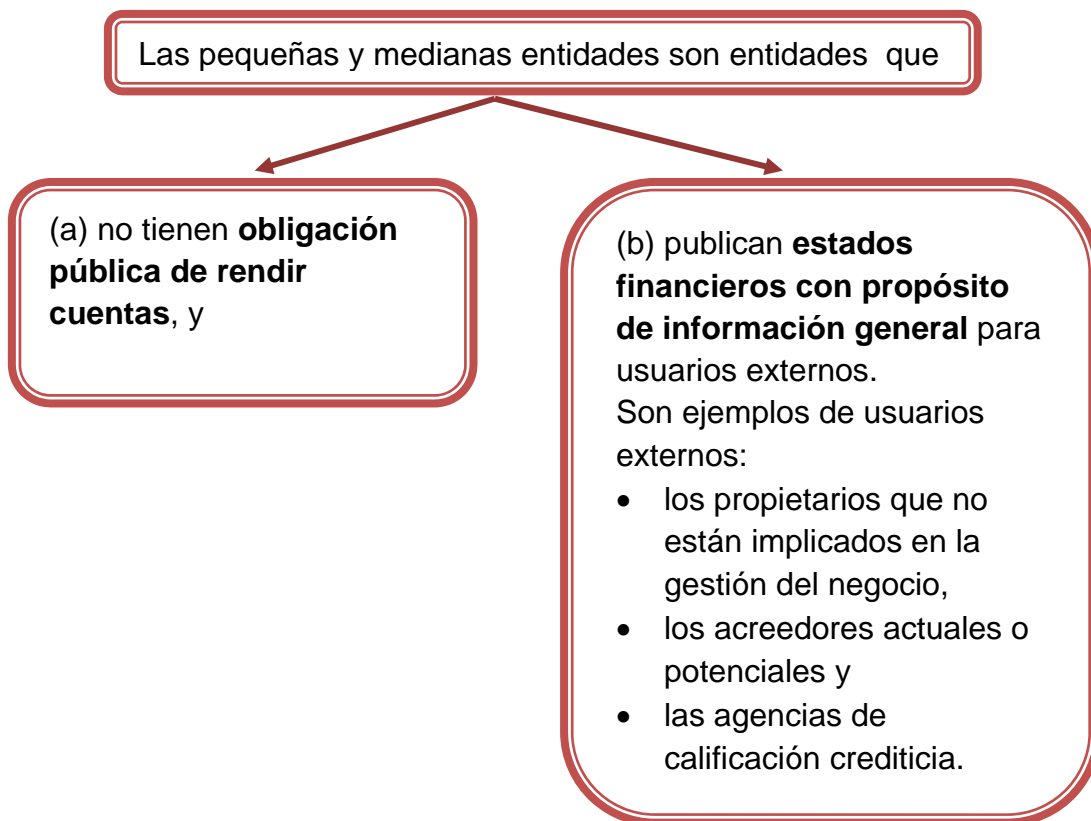 Las pequeñas y medianas entidades son entidades que
(a) no tienen obligación
pública de rendir
cuentas, y
(b) publican estados
financieros con propósito
de información general para
usuarios externos.
Son ejemplos de usuarios
externos:
• los propietarios que no
están implicados en la
gestión del negocio,
• los acreedores actuales o
potenciales y
• las agencias de
calificación crediticia.